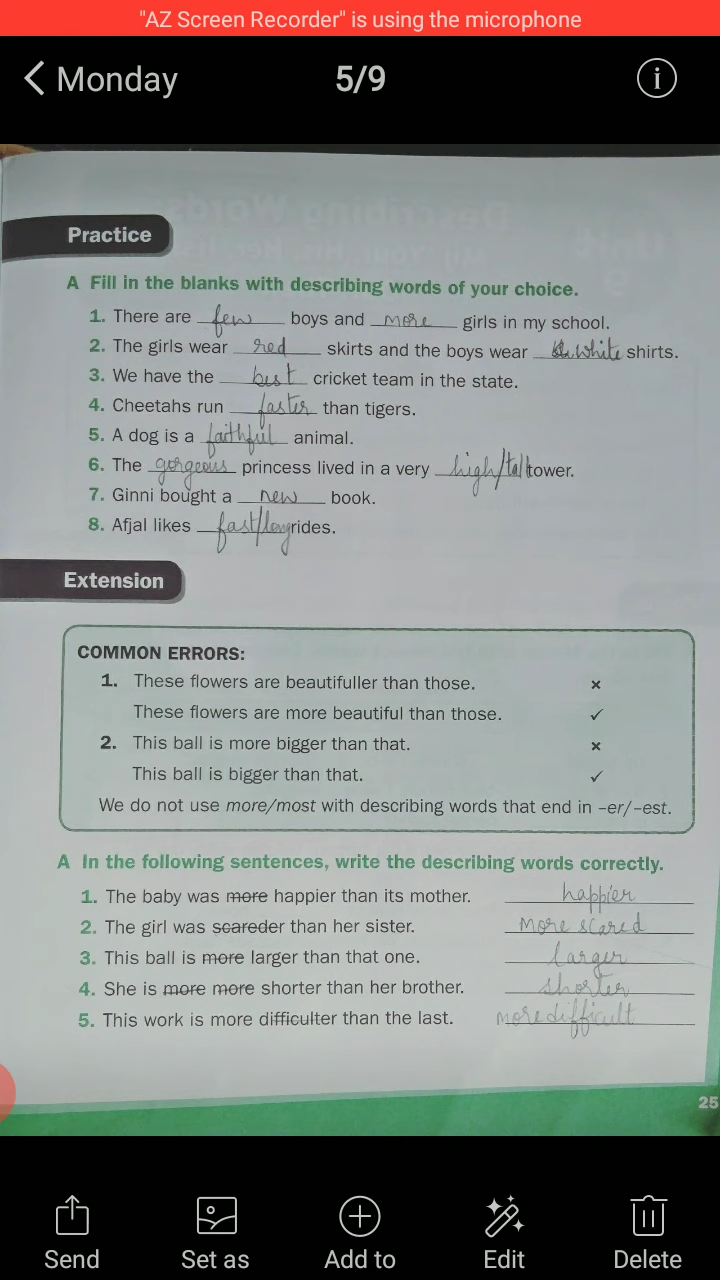 "AZ Screen Recorder" is using the microphone
Monday 5/9
Practice
A Fill in the blanks with describing words of your choice.
1. There are few boys and more girls in my school.
2. The girls wear red skirts and the boys wear white shirts.
3. We have the best cricket team in the state.
4. Cheetahs run faster than tigers.
5. A dog is a faithful animal.
6. The gorgeous princess lived in a very high/tall tower.
7. Ginni bought a new book.
8. Afjal likes fast/long rides.
Extension
COMMON ERRORS:
1. These flowers are beautifuller than those. ×
These flowers are more beautiful than those. ✓
2. This ball is more bigger than that. ×
This ball is bigger than that. ✓
We do not use more/most with describing words that end in –er/–est.
A In the following sentences, write the describing words correctly.
1. The baby was more happier than its mother. happier
2. The girl was scareder than her sister. more scared
3. This ball is more larger than that one. larger
4. She is more more shorter than her brother. shorter
5. This work is more difficulter than the last. more difficult
25
Send Set as Add to Edit Delete